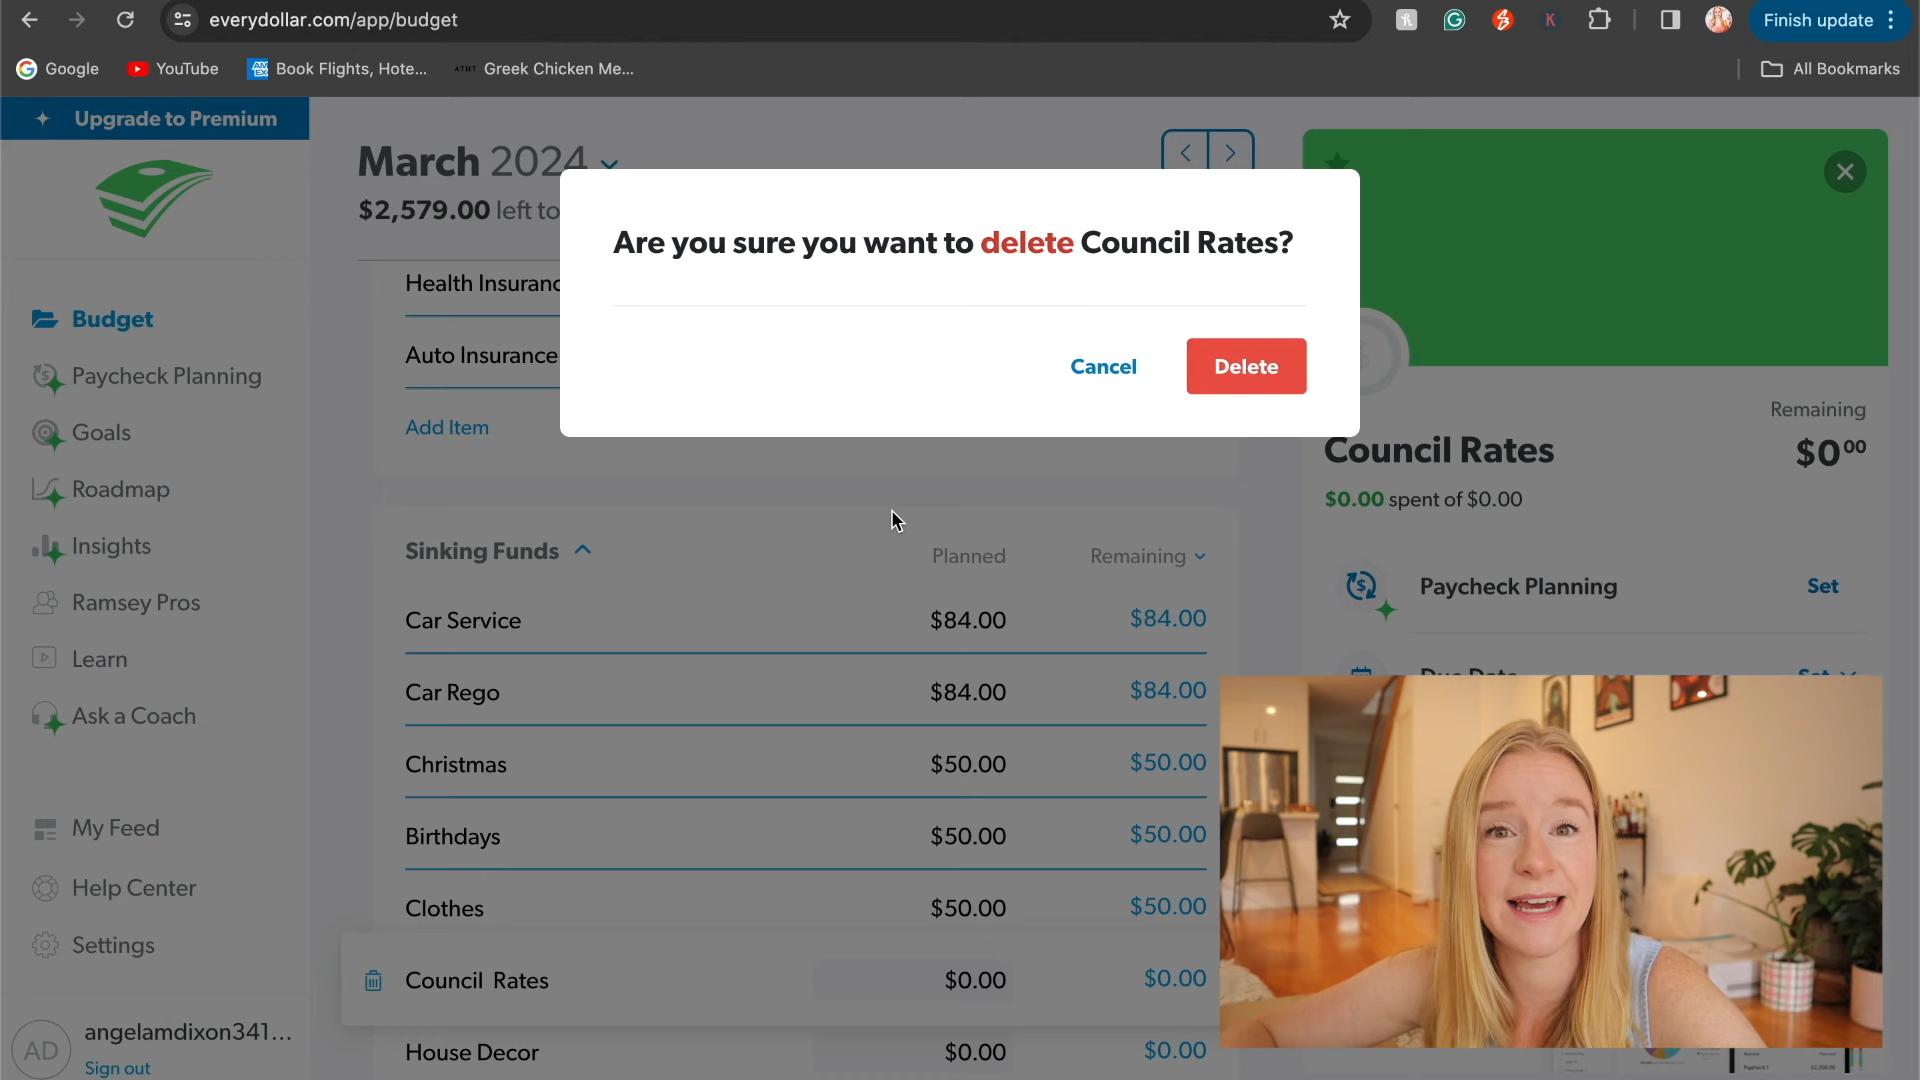 everydollar.com/app/budget
Finish update
Google
YouTube
Book Flights, Hote...
Greek Chicken Me...
All Bookmarks
Upgrade to Premium
March 2024
$2,579.00 left to
Are you sure you want to delete Council Rates?
Cancel
Delete
Budget
Paycheck Planning
Goals
Roadmap
Insights
Ramsey Pros
Learn
Ask a Coach
My Feed
Help Center
Settings
AD
angelamdixon341...
Sign out
Health Insuranc
Auto Insurance
Add Item
Sinking Funds Planned Remaining
Car Service $84.00 $84.00
Car Rego $84.00 $84.00
Christmas $50.00 $50.00
Birthdays $50.00 $50.00
Clothes $50.00 $50.00
Council Rates $0.00 $0.00
House Decor $0.00 $0.00
Remaining
Council Rates $0⁰⁰
$0.00 spent of $0.00
Paycheck Planning Set
Due Date Set